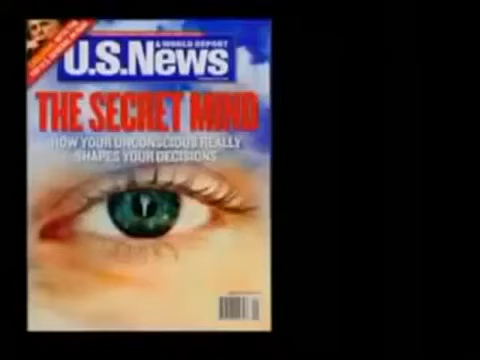 & WORLD REPORT
U.S.News
THE SECRET MIND
HOW YOUR UNCONSCIOUS REALLY
SHAPES YOUR DECISIONS